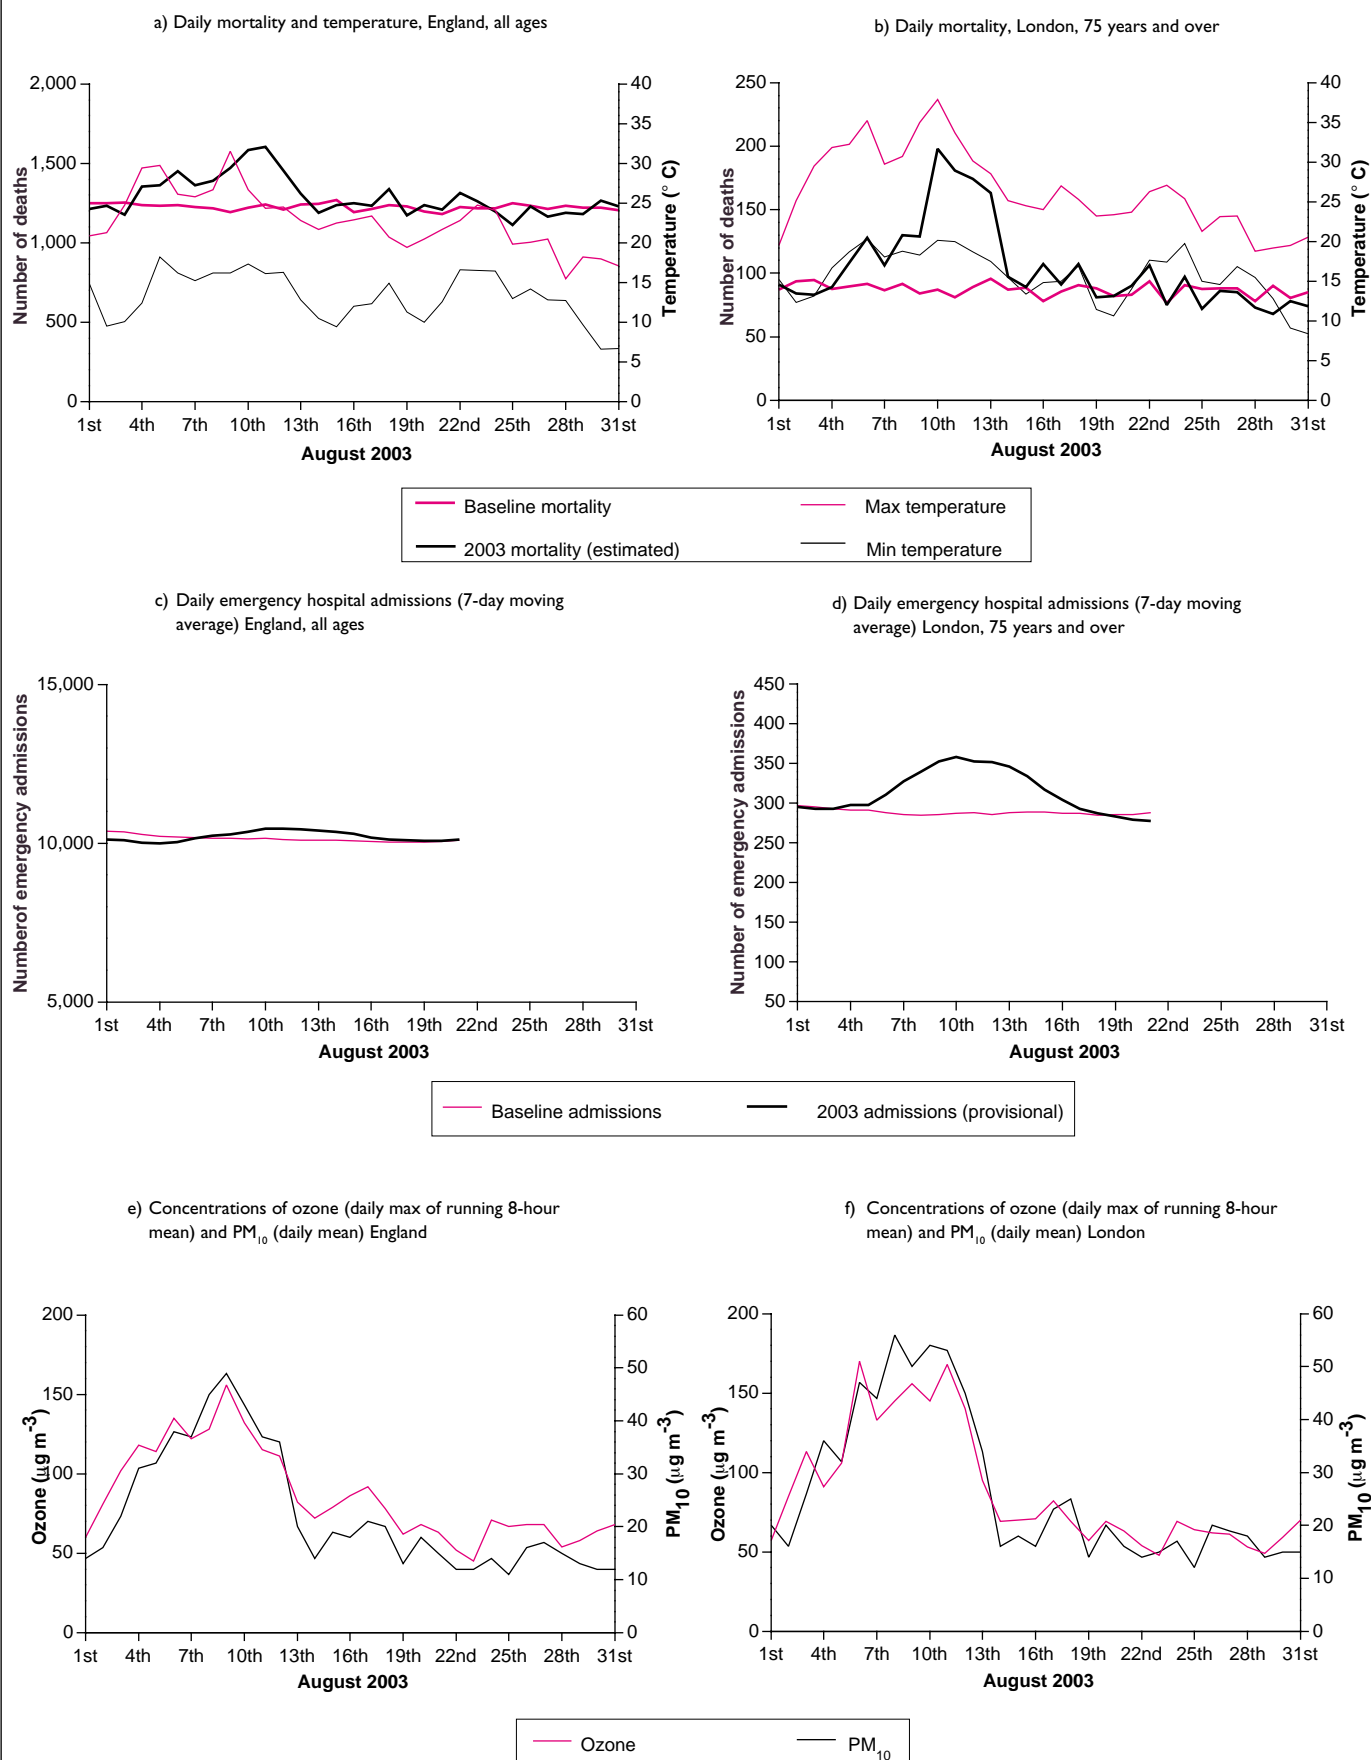 a) Daily mortality and temperature, England, all ages
2,000
1,500
1,000
500
0
Number of deaths
40
35
30
25
20
15
10
5
0
Temperature (° C)
1st 4th 7th 10th 13th 16th 19th 22nd 25th 28th 31st
August 2003
b) Daily mortality, London, 75 years and over
250
200
150
100
50
0
Number of deaths
40
35
30
25
20
15
10
5
0
Temperature (° C)
1st 4th 7th 10th 13th 16th 19th 22nd 25th 28th 31st
August 2003
Baseline mortality
Max temperature
2003 mortality (estimated)
Min temperature
c) Daily emergency hospital admissions (7-day moving
average) England, all ages
15,000
10,000
5,000
Numberof emergency admissions
1st 4th 7th 10th 13th 16th 19th 22nd 25th 28th 31st
August 2003
d) Daily emergency hospital admissions (7-day moving
average) London, 75 years and over
450
400
350
300
250
200
150
100
50
Number of emergency admissions
1st 4th 7th 10th 13th 16th 19th 22nd 25th 28th 31st
August 2003
Baseline admissions
2003 admissions (provisional)
e) Concentrations of ozone (daily max of running 8-hour
mean) and PM10 (daily mean) England
200
150
100
50
0
Ozone (µg m-3)
60
50
40
30
20
10
0
PM10 (µg m-3)
1st 4th 7th 10th 13th 16th 19th 22nd 25th 28th 31st
August 2003
f) Concentrations of ozone (daily max of running 8-hour
mean) and PM10 (daily mean) London
200
150
100
50
0
Ozone (µg m-3)
60
50
40
30
20
10
0
PM10 (µg m-3)
1st 4th 7th 10th 13th 16th 19th 22nd 25th 28th 31st
August 2003
Ozone
PM10